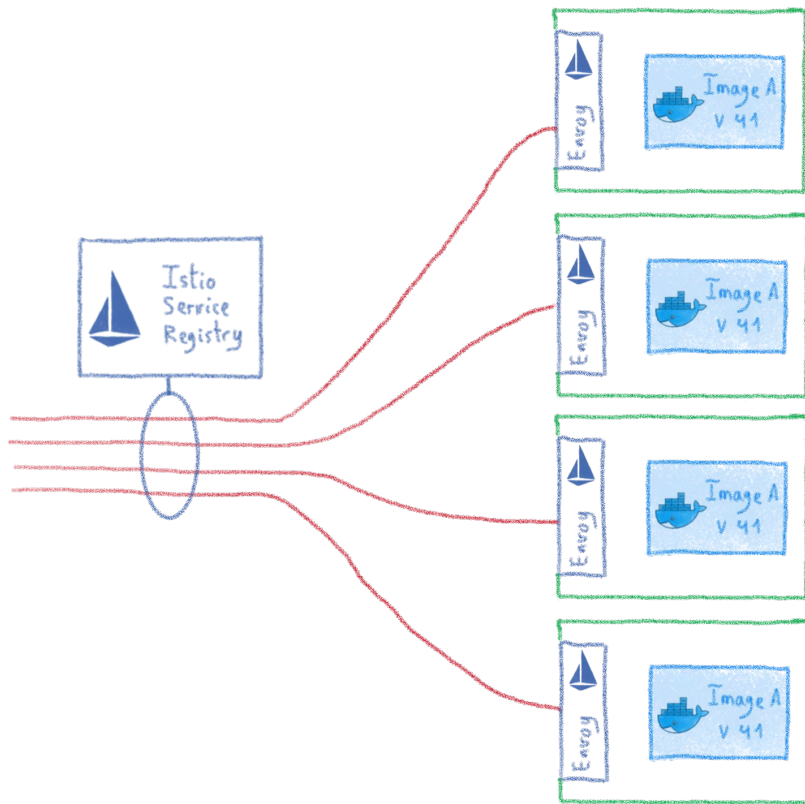 Istio
Service
Registry
Envoy
Image A
v 41
Envoy
Image A
v 41
Envoy
Image A
v 41
Envoy
Image A
v 41